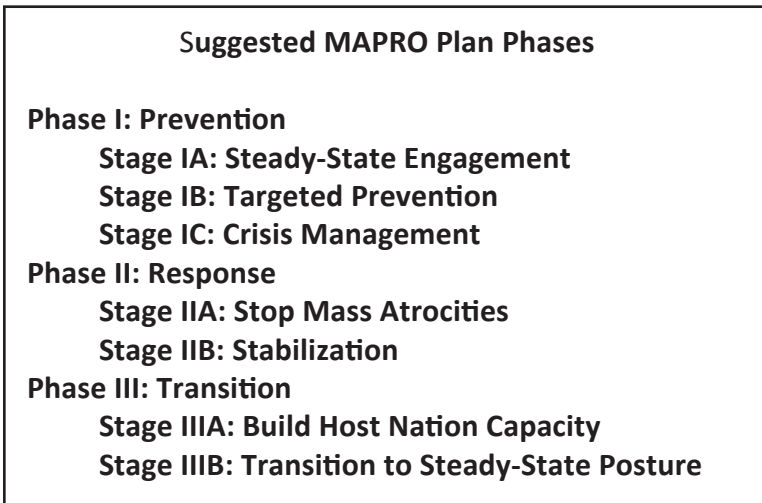 Suggested MAPRO Plan Phases
Phase I: Prevention
Stage IA: Steady-State Engagement
Stage IB: Targeted Prevention
Stage IC: Crisis Management
Phase II: Response
Stage IIA: Stop Mass Atrocities
Stage IIB: Stabilization
Phase III: Transition
Stage IIIA: Build Host Nation Capacity
Stage IIIB: Transition to Steady-State Posture